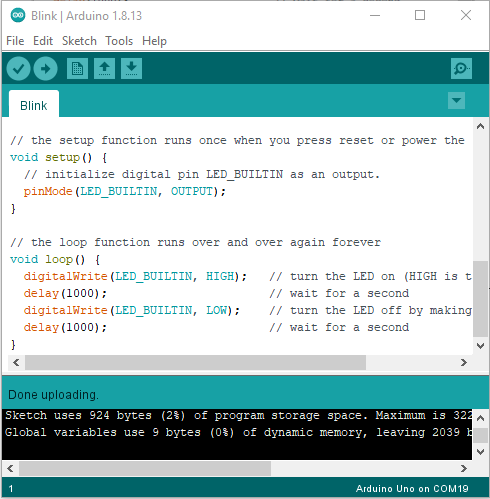 Blink | Arduino 1.8.13
File Edit Sketch Tools Help
Blink
// the setup function runs once when you press reset or power the
void setup() {
  // initialize digital pin LED_BUILTIN as an output.
  pinMode(LED_BUILTIN, OUTPUT);
}
// the loop function runs over and over again forever
void loop() {
  digitalWrite(LED_BUILTIN, HIGH);   // turn the LED on (HIGH is t
  delay(1000);                       // wait for a second
  digitalWrite(LED_BUILTIN, LOW);    // turn the LED off by making
  delay(1000);                       // wait for a second
}
Done uploading.
Sketch uses 924 bytes (2%) of program storage space. Maximum is 322
Global variables use 9 bytes (0%) of dynamic memory, leaving 2039 b
1 Arduino Uno on COM19